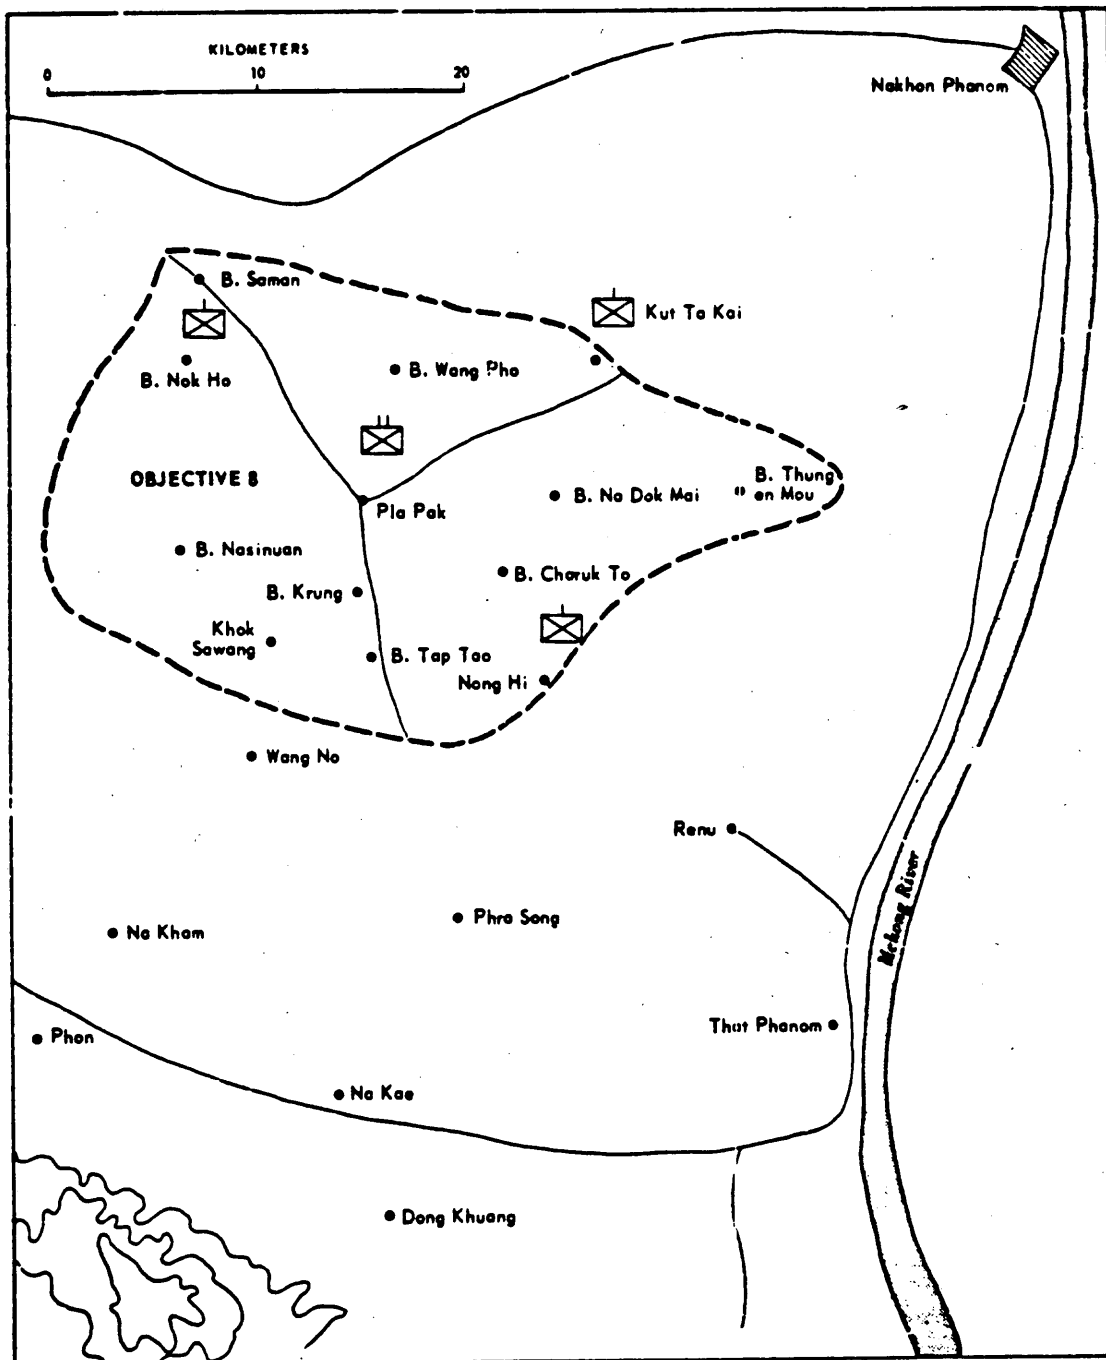 KILOMETERS
0 10 20
Nakhon Phanom
B. Saman
Kut Ta Kai
B. Nok Ho
B. Wang Pho
OBJECTIVE 8
Pla Pak
B. Na Dok Mai
B. Thung
en Mou
B. Nasinuan
B. Charuk To
B. Krung
Khok
Sawang
B. Tap Tao
Nong Hi
Wang No
Renu
Mekong River
Phra Song
Na Kham
That Phanom
Phon
Na Kae
Dong Khuang